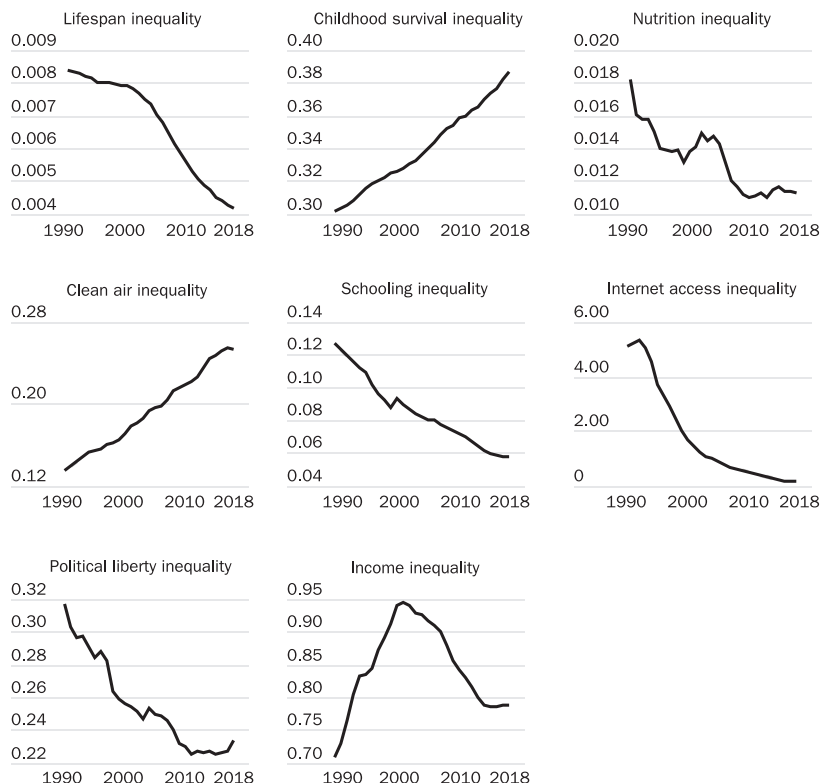 Lifespan inequality
0.009
0.008
0.007
0.006
0.005
0.004
1990 2000 2010 2018
Childhood survival inequality
0.40
0.38
0.36
0.34
0.32
0.30
1990 2000 2010 2018
Nutrition inequality
0.020
0.018
0.016
0.014
0.012
0.010
1990 2000 2010 2018
Clean air inequality
0.28
0.20
0.12
1990 2000 2010 2018
Schooling inequality
0.14
0.12
0.10
0.08
0.06
0.04
1990 2000 2010 2018
Internet access inequality
6.00
4.00
2.00
0
1990 2000 2010 2018
Political liberty inequality
0.32
0.30
0.28
0.26
0.24
0.22
1990 2000 2010 2018
Income inequality
0.95
0.90
0.85
0.80
0.75
0.70
1990 2000 2010 2018